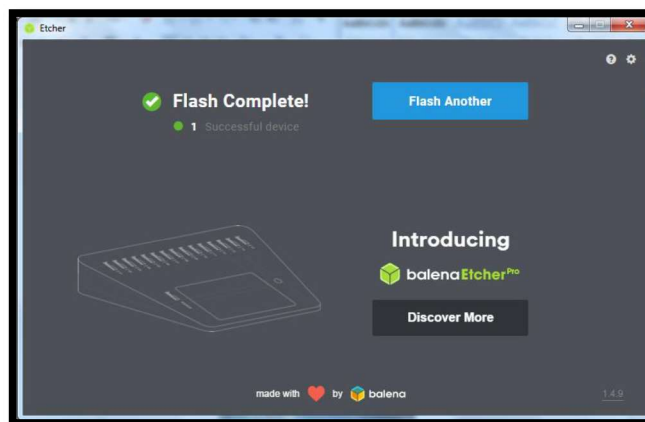 Etcher
Flash Complete!
Flash Another
1 Successful device
Introducing
balenaEtcher Pro
Discover More
made with by balena
1.4.9